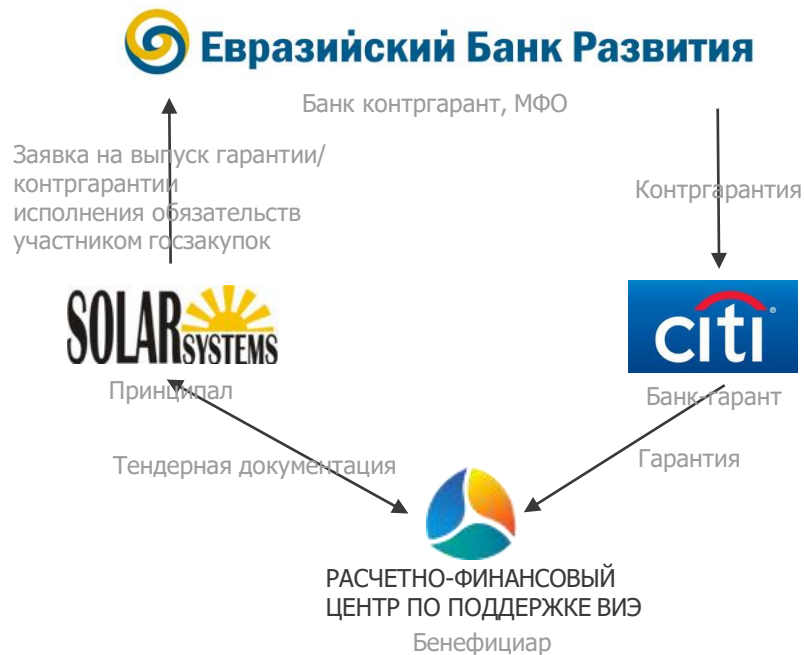 Евразийский Банк Развития
Банк контргарант, МФО
Заявка на выпуск гарантии/
контргарантии
исполнения обязательств
участником госзакупок
Контргарантия
SOLAR SYSTEMS
citi
Принципал
Банк-гарант
Тендерная документация
Гарантия
РАСЧЕТНО-ФИНАНСОВЫЙ
ЦЕНТР ПО ПОДДЕРЖКЕ ВИЭ
Бенефициар